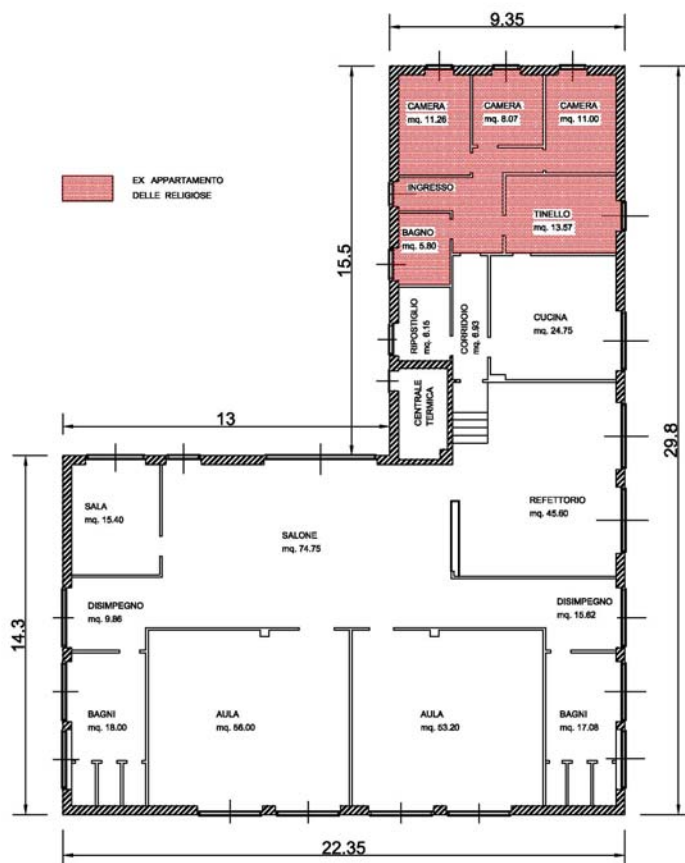 9.35
CAMERA
mq. 11.26
CAMERA
mq. 8.07
CAMERA
mq. 11.00
EX APPARTAMENTO
DELLE RELIGIOSE
INGRESSO
TINELLO
mq. 13.57
BAGNO
mq. 5.80
15.5
RIPOSTIGLIO
mq. 6.15
CORRIDOIO
mq. 6.93
CUCINA
mq. 24.75
CENTRALE
TERMICA
13
29.8
SALA
mq. 15.40
SALONE
mq. 74.75
REFETTORIO
mq. 45.60
DISIMPEGNO
mq. 9.86
DISIMPEGNO
mq. 15.62
14.3
BAGNI
mq. 18.00
AULA
mq. 56.00
AULA
mq. 53.20
BAGNI
mq. 17.08
22.35